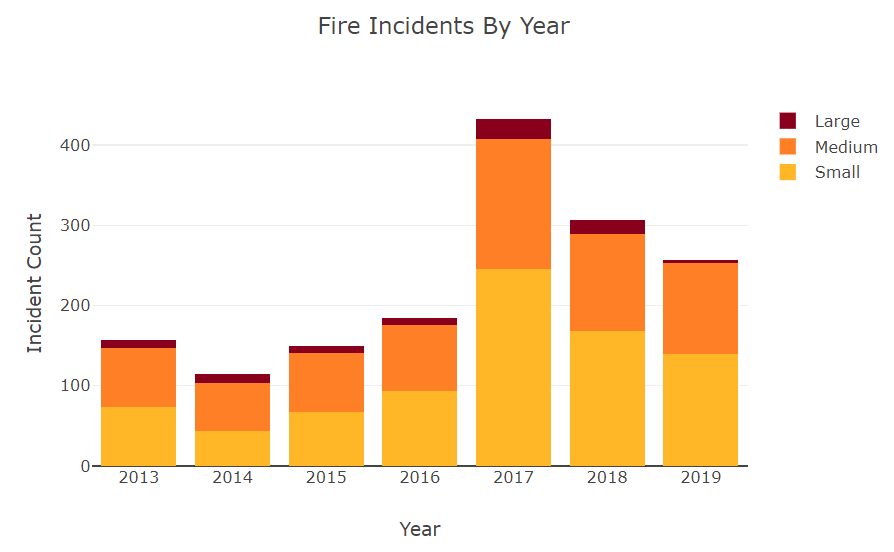 Fire Incidents By Year
Large
Medium
Small
400
300
200
100
0
Incident Count
2013 2014 2015 2016 2017 2018 2019
Year